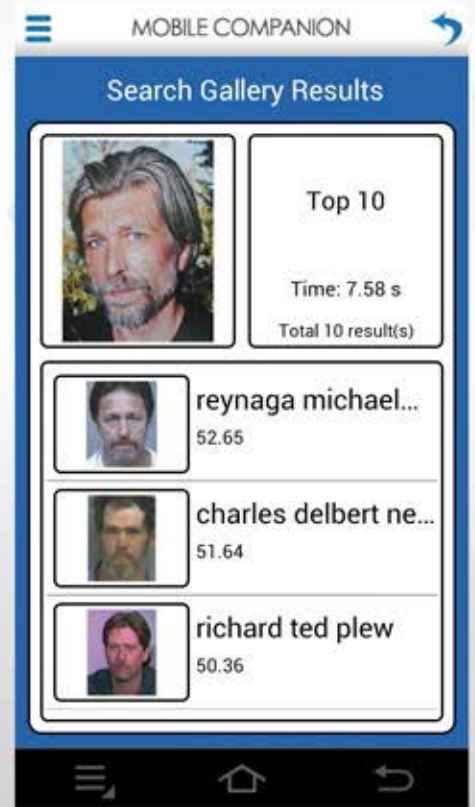 MOBILE COMPANION
Search Gallery Results
Top 10
Time: 7.58 s
Total 10 result(s)
reynaga michael...
52.65
charles delbert ne...
51.64
richard ted plew
50.36